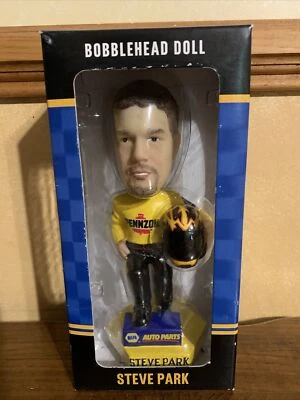 BOBBLEHEAD DOLL
PENNZOIL
NAPA AUTO PARTS
STEVE PARK
STEVE PARK